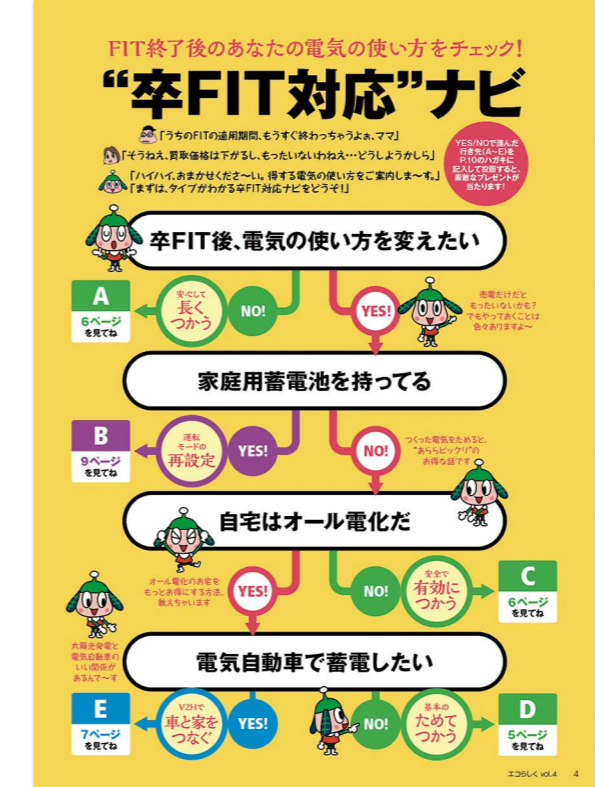 FIT終了後のあなたの電気の使い方をチェック!
“卒FIT対応”ナビ
「うちのFITの適用期間、もうすぐ終わっちゃうよぉ、ママ」
「そうねえ、買取価格は下がるし、もったいないわねえ…どうしようかしら」
「ハイハイ、おまかせくださ〜い。得する電気の使い方をご案内しま〜す。」
「まずは、タイプがわかる卒FIT対応ナビをどうぞ!」
YES/NOで進んだ
行き先(A〜E)を
P.10のハガキに
記入して投函すると、
素敵なプレゼントが
当たります!
卒FIT後、電気の使い方を変えたい
A
6ページ
を見てね
安心して
長く
つかう
NO!
YES!
売電だけだと
もったいないかも?
でもやっておくことは
色々ありますよ〜
家庭用蓄電池を持ってる
B
9ページ
を見てね
運転
モードの
再設定
YES!
NO!
つくった電気をためると、
“あららビックリ”の
お得な話です
自宅はオール電化だ
オール電化のお宅を
もっとお得にする方法、
教えちゃいます
YES!
NO!
安全で
有効に
つかう
C
6ページ
を見てね
太陽光発電と
電気自動車の
いい関係が
あるんで〜す
電気自動車で蓄電したい
E
7ページ
を見てね
V2Hで
車と家を
つなぐ
YES!
NO!
基本の
ためて
つかう
D
5ページ
を見てね
エコらしく vol.4 4